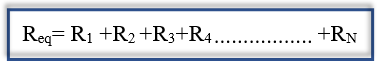 Req= R1 +R2 +R3+R4................. +RN